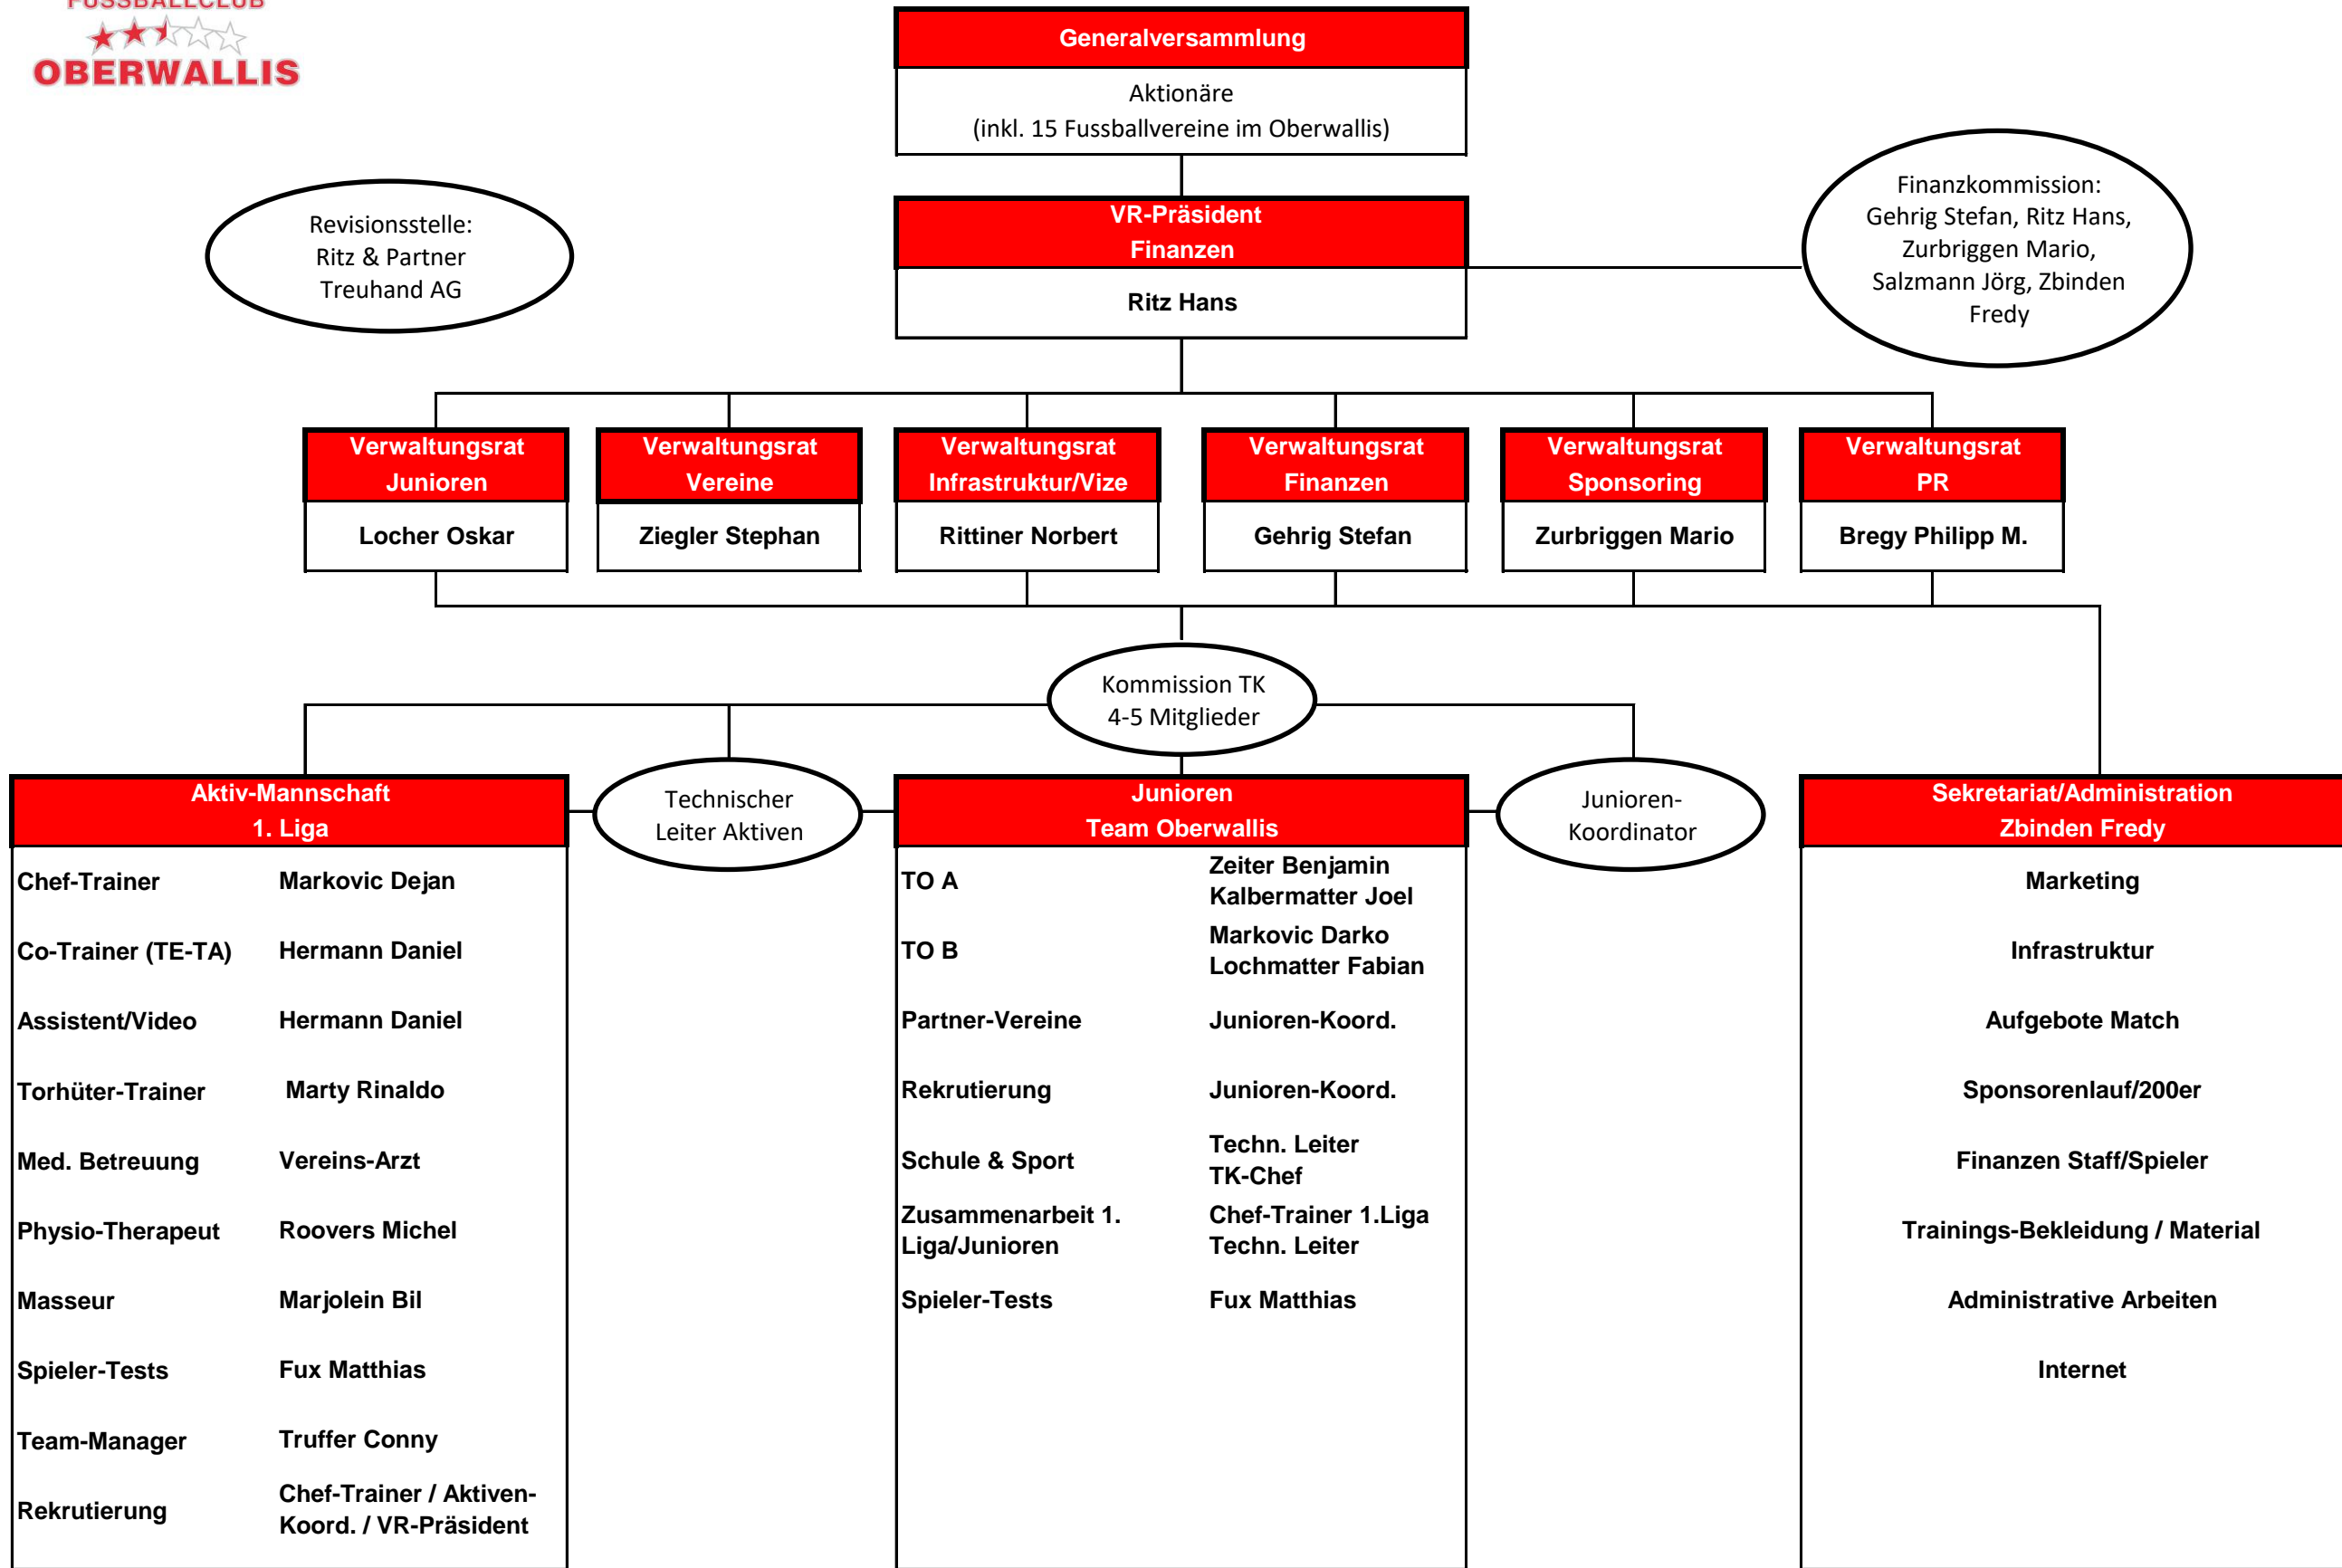 FUSSBALLCLUB
OBERWALLIS
Generalversammlung
Aktionäre
(inkl. 15 Fussballvereine im Oberwallis)
Revisionsstelle:
Ritz & Partner
Treuhand AG
VR-Präsident
Finanzen
Ritz Hans
Finanzkommission:
Gehrig Stefan, Ritz Hans,
Zurbriggen Mario,
Salzmann Jörg, Zbinden
Fredy
Verwaltungsrat
Junioren
Locher Oskar
Verwaltungsrat
Vereine
Ziegler Stephan
Verwaltungsrat
Infrastruktur/Vize
Rittiner Norbert
Verwaltungsrat
Finanzen
Gehrig Stefan
Verwaltungsrat
Sponsoring
Zurbriggen Mario
Verwaltungsrat
PR
Bregy Philipp M.
Kommission TK
4-5 Mitglieder
Aktiv-Mannschaft
1. Liga
Chef-Trainer Markovic Dejan
Co-Trainer (TE-TA) Hermann Daniel
Assistent/Video Hermann Daniel
Torhüter-Trainer Marty Rinaldo
Med. Betreuung Vereins-Arzt
Physio-Therapeut Roovers Michel
Masseur Marjolein Bil
Spieler-Tests Fux Matthias
Team-Manager Truffer Conny
Rekrutierung Chef-Trainer / Aktiven-
Koord. / VR-Präsident
Technischer
Leiter Aktiven
Junioren
Team Oberwallis
TO A Zeiter Benjamin
Kalbermatter Joel
TO B Markovic Darko
Lochmatter Fabian
Partner-Vereine Junioren-Koord.
Rekrutierung Junioren-Koord.
Schule & Sport Techn. Leiter
TK-Chef
Zusammenarbeit 1. Chef-Trainer 1.Liga
Liga/Junioren Techn. Leiter
Spieler-Tests Fux Matthias
Junioren-
Koordinator
Sekretariat/Administration
Zbinden Fredy
Marketing
Infrastruktur
Aufgebote Match
Sponsorenlauf/200er
Finanzen Staff/Spieler
Trainings-Bekleidung / Material
Administrative Arbeiten
Internet